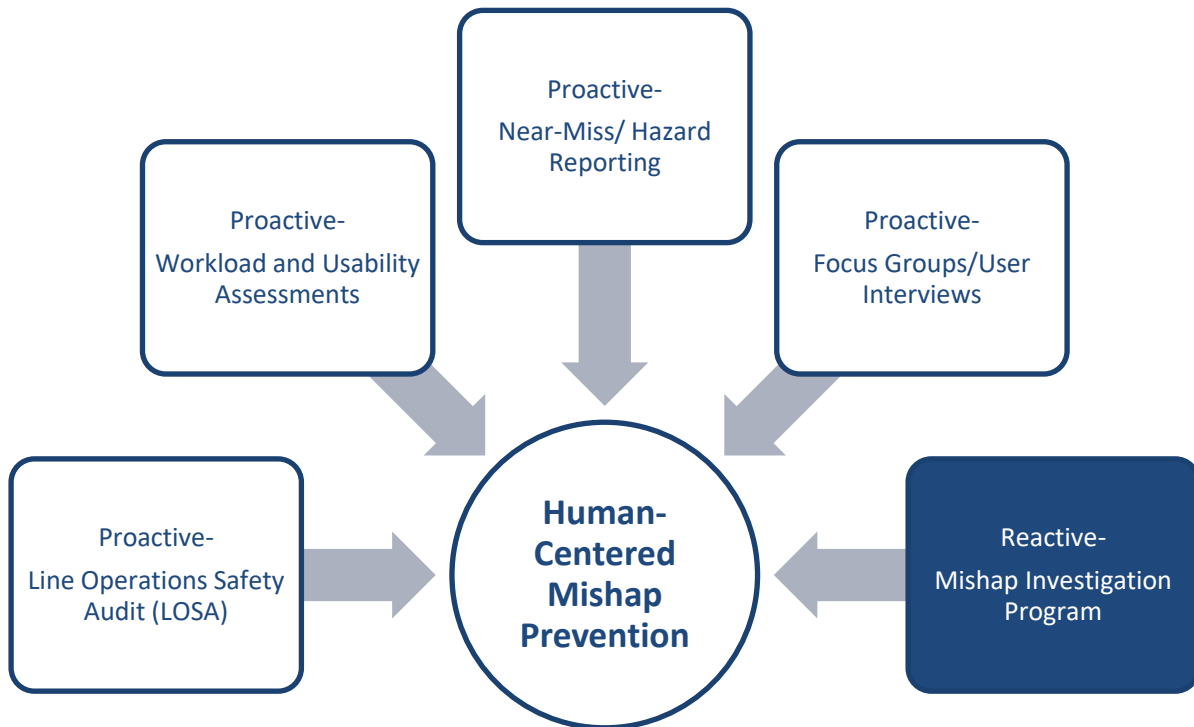 Proactive-
Near-Miss/ Hazard
Reporting
Proactive-
Workload and Usability
Assessments
Proactive-
Focus Groups/User
Interviews
Proactive-
Line Operations Safety
Audit (LOSA)
Human-
Centered
Mishap
Prevention
Reactive-
Mishap Investigation
Program